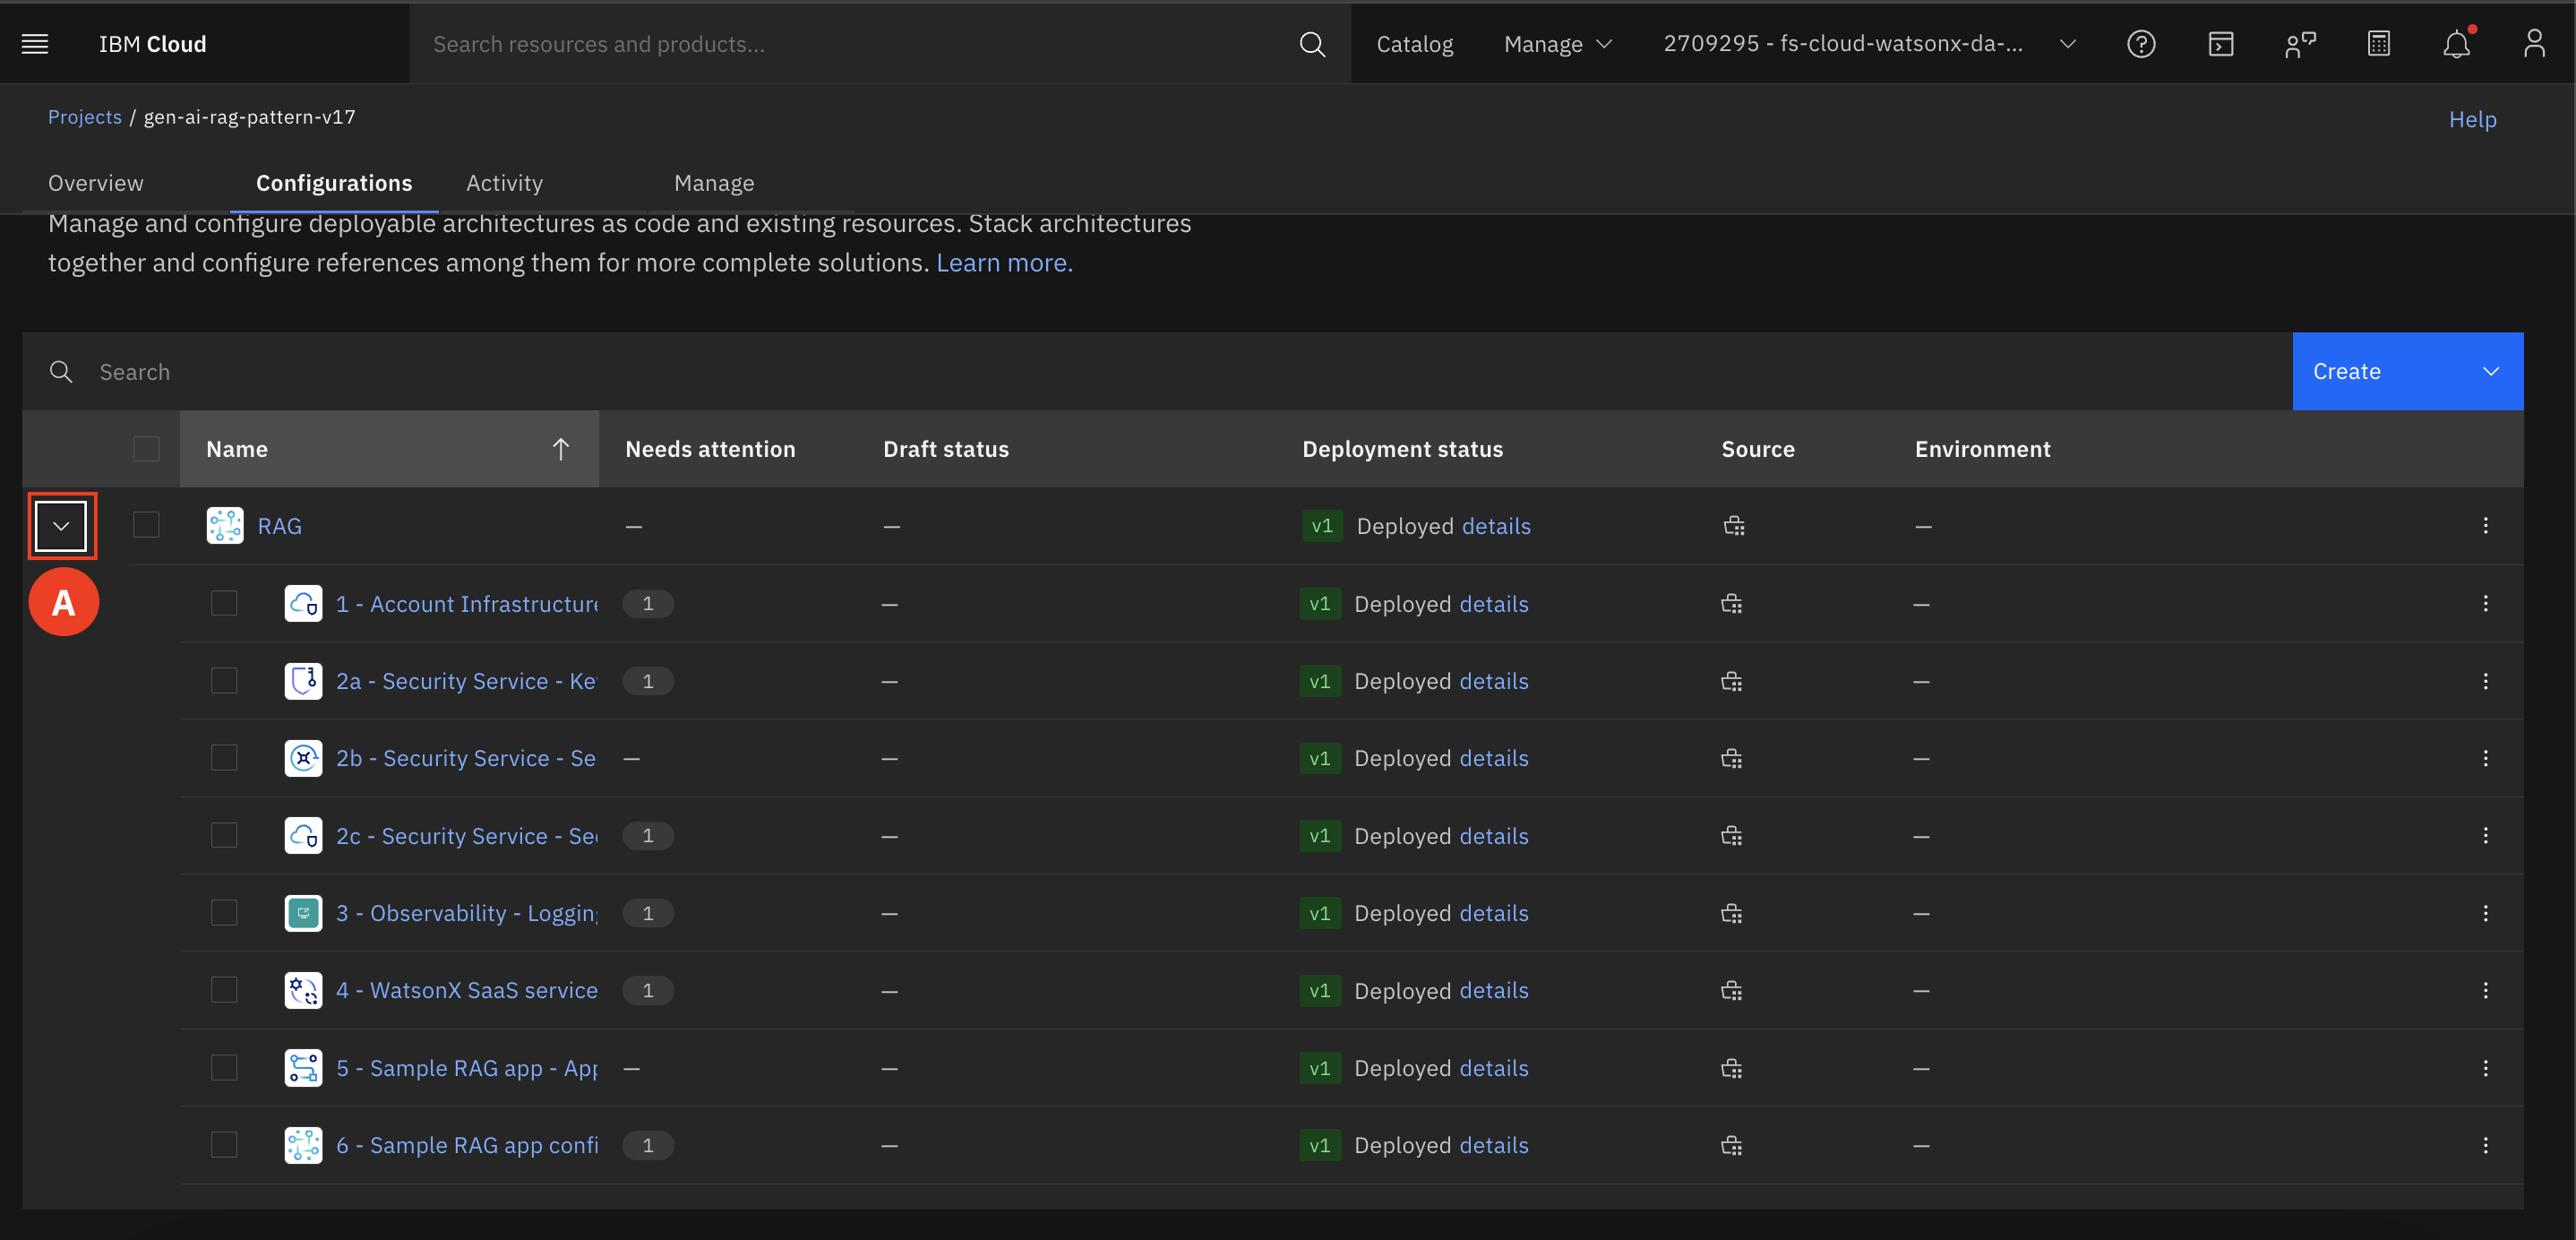 IBM Cloud
Search resources and products...
Catalog
Manage
2709295 - fs-cloud-watsonx-da-...
Projects / gen-ai-rag-pattern-v17
Help
Overview
Configurations
Activity
Manage
Manage and configure deployable architectures as code and existing resources. Stack architectures
together and configure references among them for more complete solutions. Learn more.
Search
Create
Name Needs attention Draft status Deployment status Source Environment
RAG — — v1 Deployed details —
A
1 - Account Infrastructure 1 — v1 Deployed details —
2a - Security Service - Ke 1 — v1 Deployed details —
2b - Security Service - Se — — v1 Deployed details —
2c - Security Service - Se 1 — v1 Deployed details —
3 - Observability - Logging 1 — v1 Deployed details —
4 - WatsonX SaaS service 1 — v1 Deployed details —
5 - Sample RAG app - App — — v1 Deployed details —
6 - Sample RAG app confi 1 — v1 Deployed details —